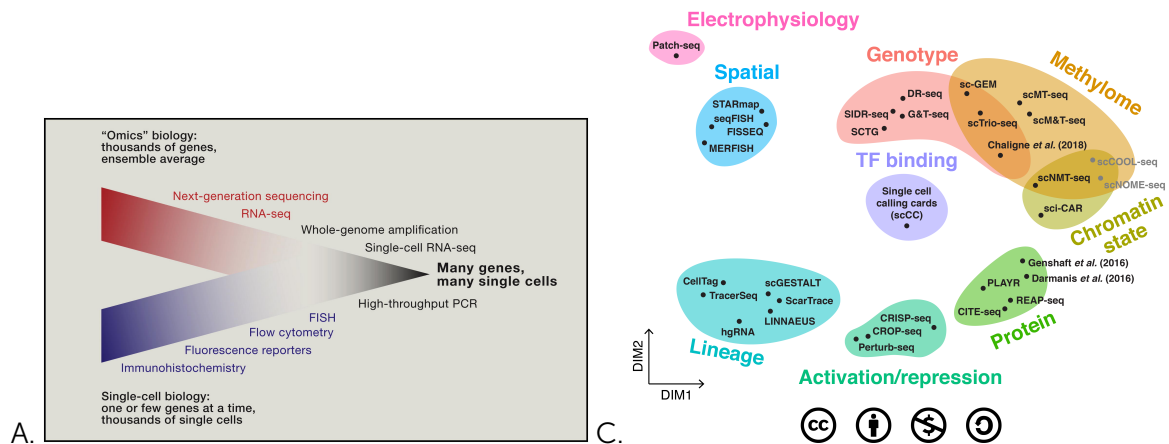 A.
“Omics” biology:
thousands of genes,
ensemble average
Next-generation sequencing
RNA-seq
Whole-genome amplification
Single-cell RNA-seq
Many genes,
many single cells
High-throughput PCR
FISH
Flow cytometry
Fluorescence reporters
Immunohistochemistry
Single-cell biology:
one or few genes at a time,
thousands of single cells
C.
Electrophysiology
Patch-seq
Spatial
STARmap
seqFISH
FISSEQ
MERFISH
Genotype
DR-seq
SIDR-seq
G&T-seq
SCTG
sc-GEM
scTrio-seq
Chaligne et al. (2018)
Methylome
scMT-seq
scM&T-seq
scCOOL-seq
scNMT-seq
scNOME-seq
sci-CAR
Chromatin
state
TF binding
Single cell
calling cards
(scCC)
Lineage
CellTag
TracerSeq
scGESTALT
ScarTrace
LINNAEUS
hgRNA
Activation/repression
CRISP-seq
CROP-seq
Perturb-seq
Protein
Genshaft et al. (2016)
Darmanis et al. (2016)
PLAYR
REAP-seq
CITE-seq
DIM2
DIM1
cc